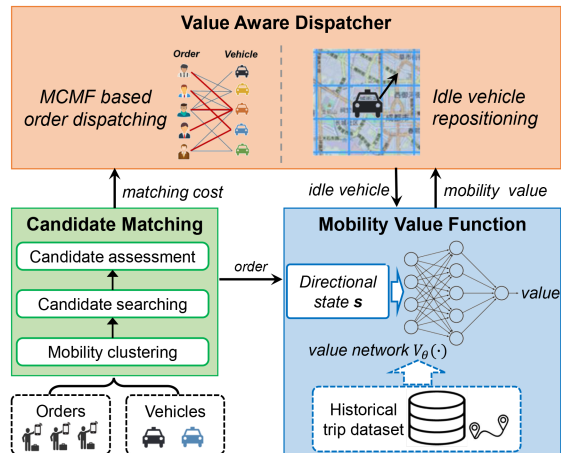 Value Aware Dispatcher
Order
Vehicle
MCMF based
order dispatching
Idle vehicle
repositioning
matching cost
idle vehicle
mobility value
Candidate Matching
Candidate assessment
Candidate searching
Mobility clustering
order
Mobility Value Function
Directional
state s
value
value network V_θ(·)
Orders
Vehicles
Historical
trip dataset